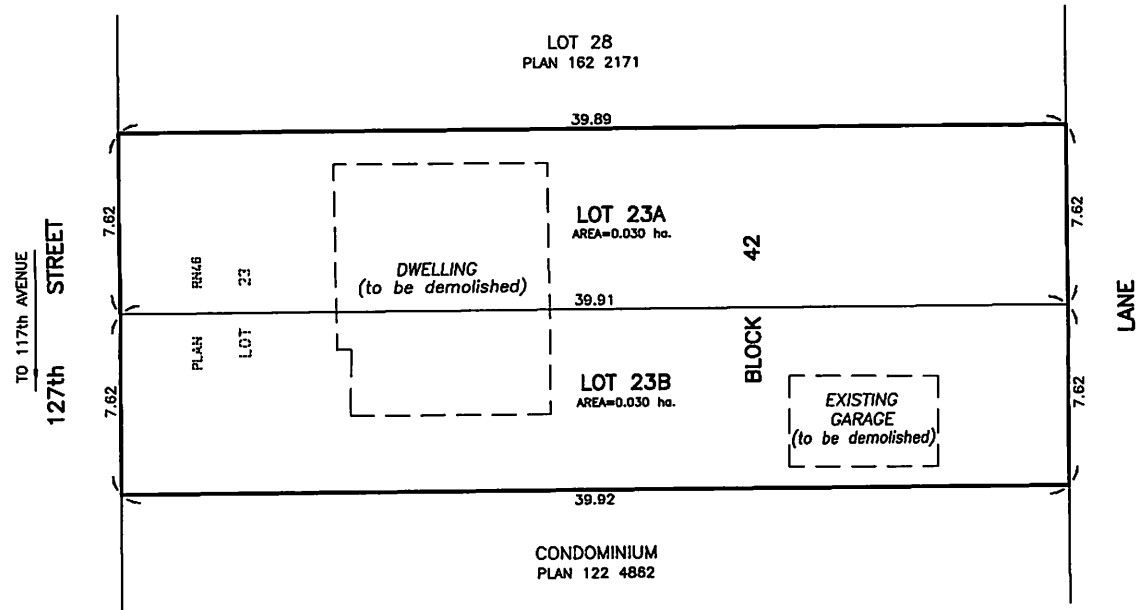 LOT 28
PLAN 162 2171
39.89
7.62
LOT 23A
AREA=0.030 ha.
7.62
TO 117th AVENUE
127th STREET
PLAN RN46
LOT 23
DWELLING
(to be demolished)
BLOCK 42
LANE
39.91
7.62
LOT 23B
AREA=0.030 ha.
EXISTING
GARAGE
(to be demolished)
7.62
39.92
CONDOMINIUM
PLAN 122 4882